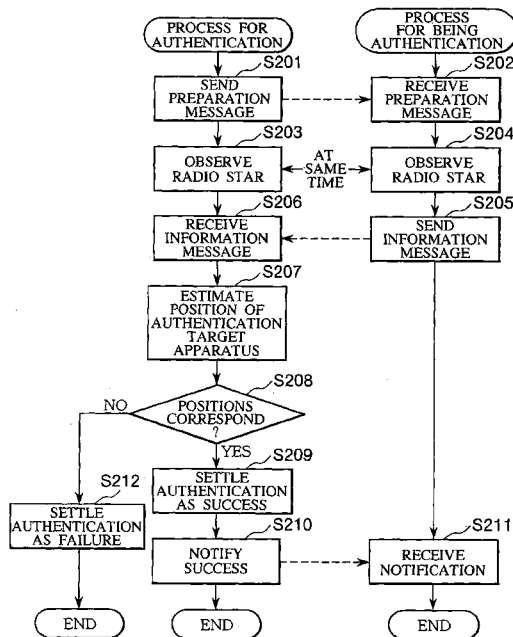 PROCESS FOR
AUTHENTICATION
PROCESS
FOR BEING
AUTHENTICATION
S201
SEND
PREPARATION
MESSAGE
S202
RECEIVE
PREPARATION
MESSAGE
S203
OBSERVE
RADIO STAR
AT
SAME
TIME
S204
OBSERVE
RADIO STAR
S206
RECEIVE
INFORMATION
MESSAGE
S205
SEND
INFORMATION
MESSAGE
S207
ESTIMATE
POSITION OF
AUTHENTICATION
TARGET
APPARATUS
S208
POSITIONS
CORRESPOND
?
NO
YES
S209
SETTLE
AUTHENTICATION
AS SUCCESS
S212
SETTLE
AUTHENTICATION
AS FAILURE
S210
NOTIFY
SUCCESS
S211
RECEIVE
NOTIFICATION
END
END
END